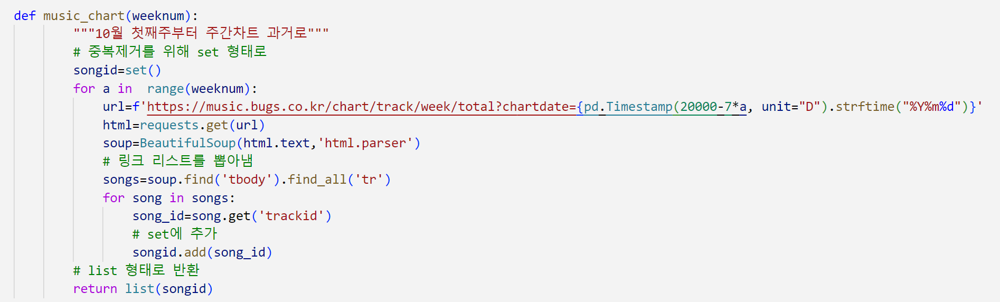 def music_chart(weeknum):
        """10월 첫째주부터 주간차트 과거로"""
        # 중복제거를 위해 set 형태로
        songid=set()
        for a in  range(weeknum):
            url=f'https://music.bugs.co.kr/chart/track/week/total?chartdate={pd.Timestamp(20000-7*a, unit="D").strftime("%Y%m%d")}'
            html=requests.get(url)
            soup=BeautifulSoup(html.text,'html.parser')
            # 링크 리스트를 뽑아냄
            songs=soup.find('tbody').find_all('tr')
            for song in songs:
                song_id=song.get('trackid')
                # set에 추가
                songid.add(song_id)
        # list 형태로 반환
        return list(songid)